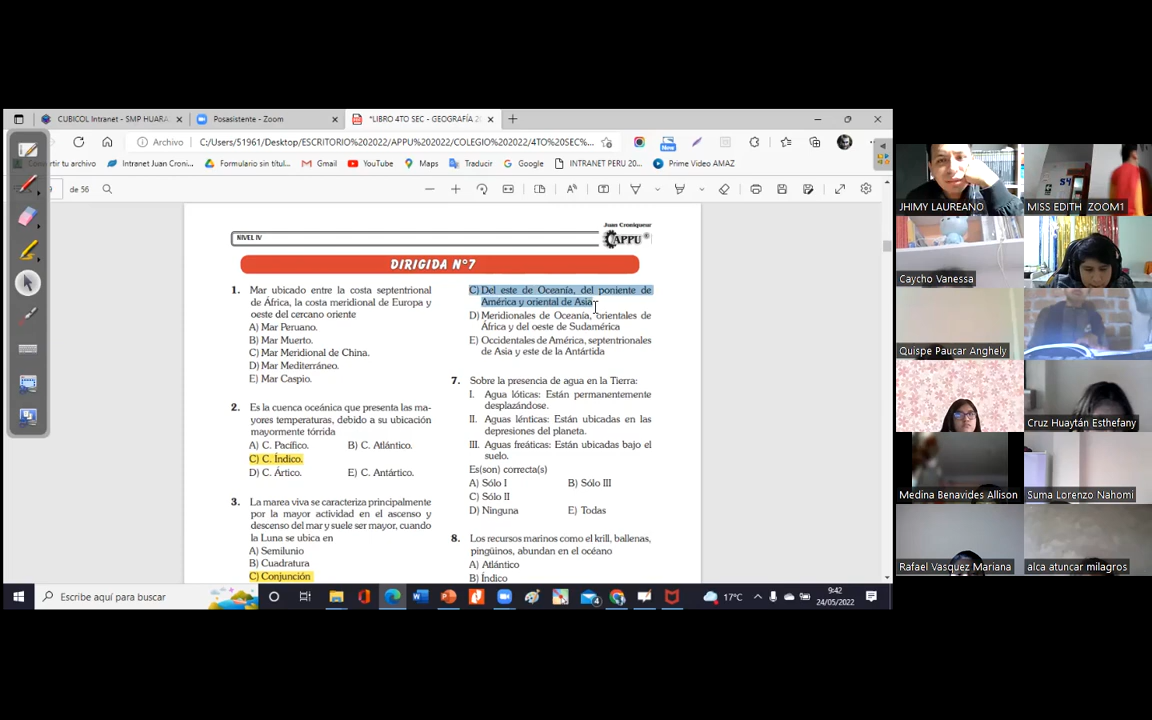 CUBICOL Intranet - SMP HUARA
Posasistente - Zoom
*LIBRO 4TO SEC - GEOGRAFÍA 2
Archivo
C:/Users/51961/Desktop/ESCRITORIO%202022/APPU%202022/COLEGIO%202022/4TO%20SEC%...
Convertir tu archivo
Intranet Juan Croni...
Formulario sin títul...
Gmail
YouTube
Maps
Traducir
Google
INTRANET PERU 20...
Prime Video AMAZ
9
de 56
NIVEL IV
Juan Croniqueur
APPU®
DIRIGIDA N°7
1. Mar ubicado entre la costa septentrional
de África, la costa meridional de Europa y
oeste del cercano oriente
A) Mar Peruano.
B) Mar Muerto.
C) Mar Meridional de China.
D) Mar Mediterráneo.
E) Mar Caspio.
2. Es la cuenca oceánica que presenta las ma-
yores temperaturas, debido a su ubicación
mayormente tórrida
A) C. Pacífico. B) C. Atlántico.
C) C. Índico.
D) C. Ártico. E) C. Antártico.
3. La marea viva se caracteriza principalmente
por la mayor actividad en el ascenso y
descenso del mar y suele ser mayor, cuando
la Luna se ubica en
A) Semilunio
B) Cuadratura
C) Conjunción
C) Del este de Oceanía, del poniente de
América y oriental de Asia
D) Meridionales de Oceanía, orientales de
África y del oeste de Sudamérica
E) Occidentales de América, septentrionales
de Asia y este de la Antártida
7. Sobre la presencia de agua en la Tierra:
I. Agua lóticas: Están permanentemente
desplazándose.
II. Aguas lénticas: Están ubicadas en las
depresiones del planeta.
III. Aguas freáticas: Están ubicadas bajo el
suelo.
Es(son) correcta(s)
A) Sólo I B) Sólo III
C) Sólo II
D) Ninguna E) Todas
8. Los recursos marinos como el krill, ballenas,
pingüinos, abundan en el océano
A) Atlántico
B) Índico
Escribe aquí para buscar
17°C
9:42
24/05/2022
JHIMY LAUREANO
MISS EDITH ZOOM1
Caycho Vanessa
Quispe Paucar Anghely
Cruz Huaytán Esthefany
Medina Benavides Allison
Suma Lorenzo Nahomi
Rafael Vasquez Mariana
alca atuncar milagros